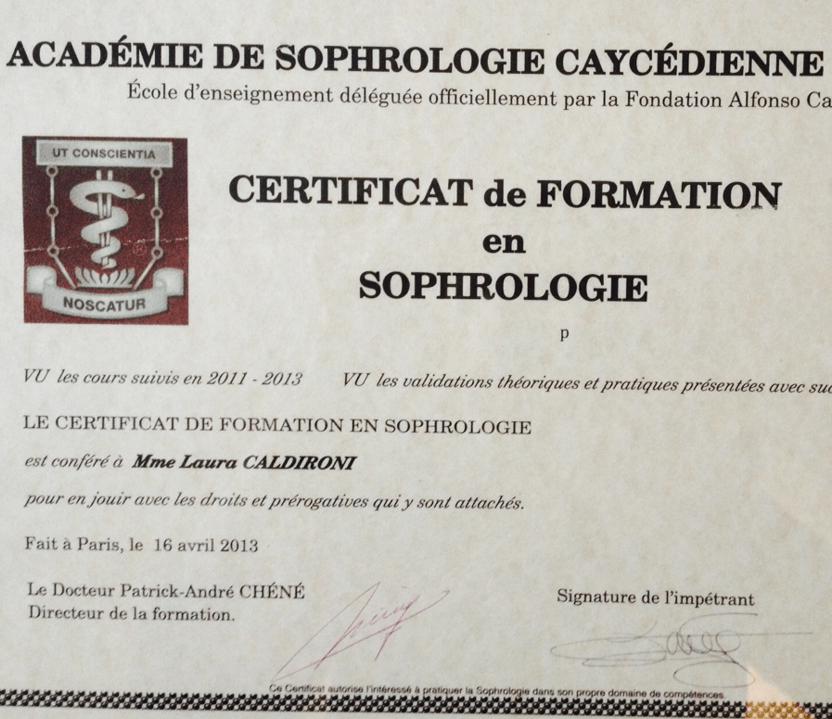 ACADÉMIE DE SOPHROLOGIE CAYCÉDIENNE
École d'enseignement déléguée officiellement par la Fondation Alfonso Ca
UT CONSCIENTIA
NOSCATUR
CERTIFICAT de FORMATION
en
SOPHROLOGIE
p
VU les cours suivis en 2011 - 2013 VU les validations théoriques et pratiques présentées avec suc
LE CERTIFICAT DE FORMATION EN SOPHROLOGIE
est conféré à Mme Laura CALDIRONI
pour en jouir avec les droits et prérogatives qui y sont attachés.
Fait à Paris, le 16 avril 2013
Le Docteur Patrick-André CHÉNÉ
Directeur de la formation.
Signature de l'impétrant
Ce Certificat autorise l'intéressé à pratiquer la Sophrologie dans son propre domaine de compétences.